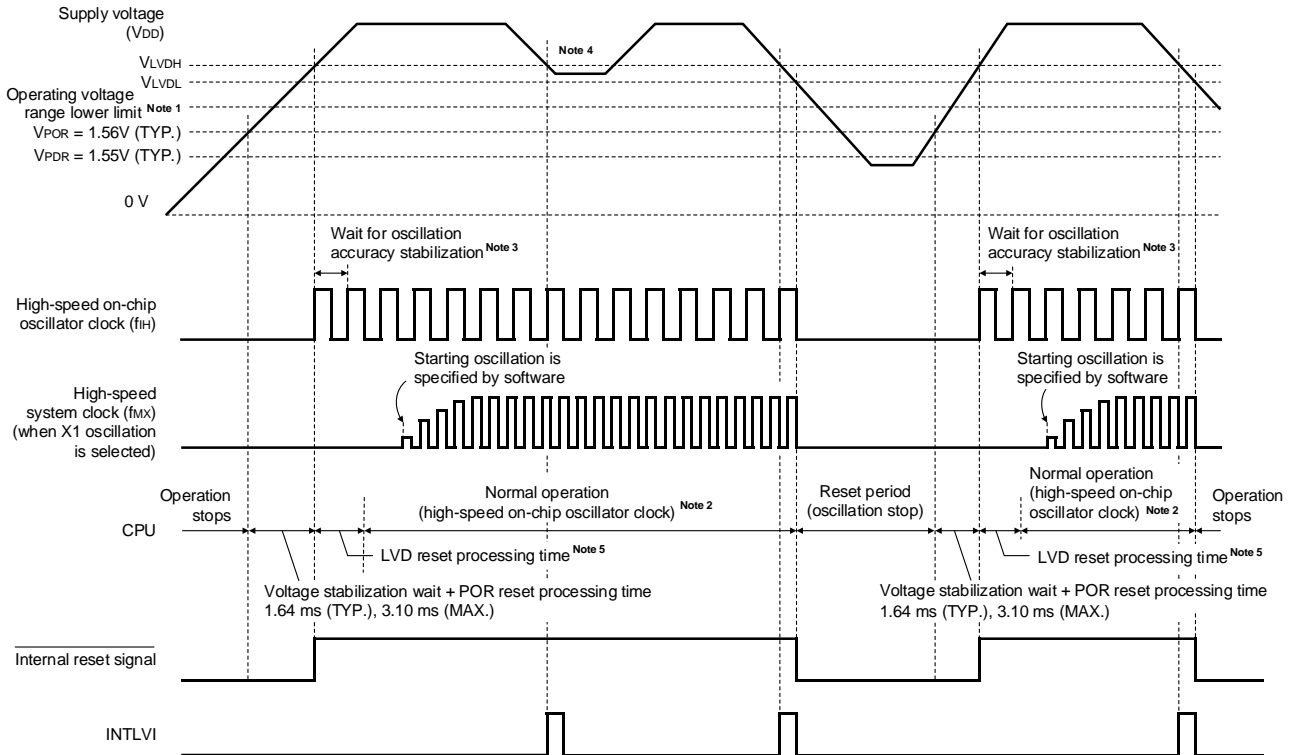 Supply voltage
(VDD)
Note 4
VLVDH
VLVDL
Operating voltage
range lower limit Note 1
VPOR = 1.56V (TYP.)
VPDR = 1.55V (TYP.)
0 V
Wait for oscillation
accuracy stabilization Note 3
Wait for oscillation
accuracy stabilization Note 3
High-speed on-chip
oscillator clock (fIH)
Starting oscillation is
specified by software
Starting oscillation is
specified by software
High-speed
system clock (fMX)
(when X1 oscillation
is selected)
CPU
Operation
stops
Normal operation
(high-speed on-chip oscillator clock) Note 2
Reset period
(oscillation stop)
Normal operation
(high-speed on-chip
oscillator clock) Note 2
Operation
stops
LVD reset processing time Note 5
LVD reset processing time Note 5
Voltage stabilization wait + POR reset processing time
1.64 ms (TYP.), 3.10 ms (MAX.)
Voltage stabilization wait + POR reset processing time
1.64 ms (TYP.), 3.10 ms (MAX.)
Internal reset signal
INTLVI